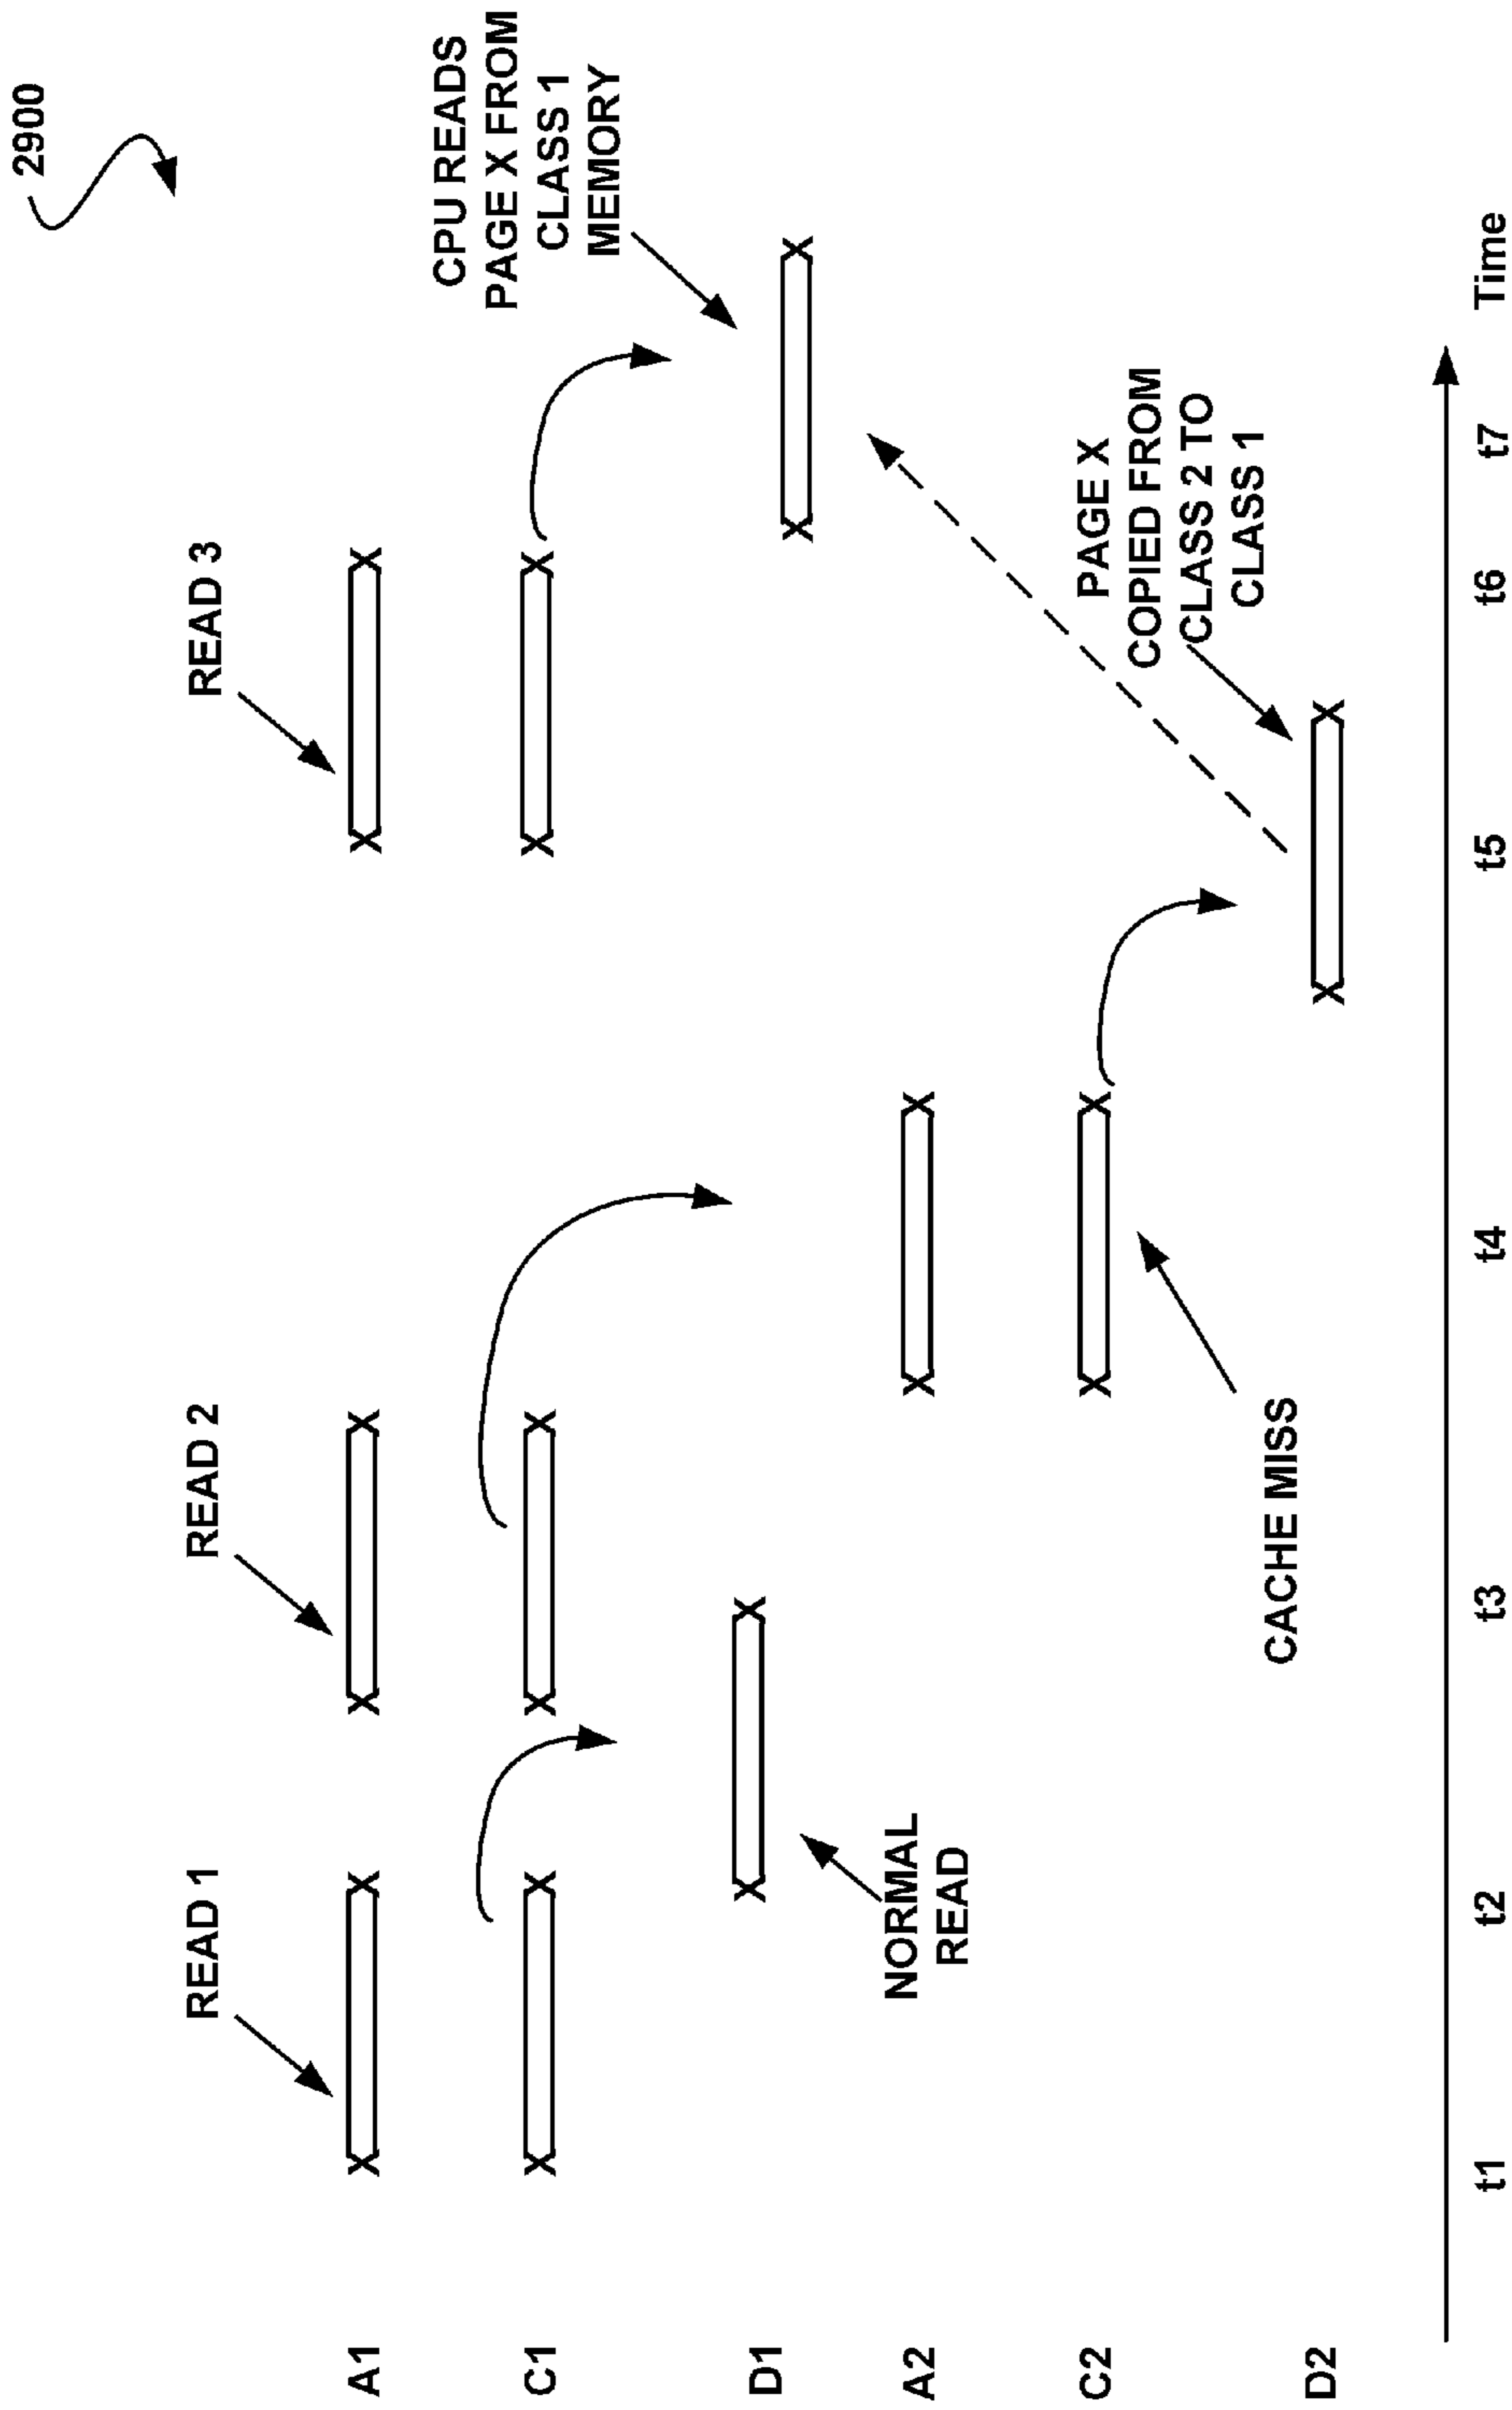 2900
READ 1
READ 2
READ 3
CPU READS
PAGE X FROM
CLASS 1
MEMORY
A1
C1
D1
NORMAL
READ
A2
C2
CACHE MISS
PAGE X
COPIED FROM
CLASS 2 TO
CLASS 1
D2
t1
t2
t3
t4
t5
t6
t7
Time